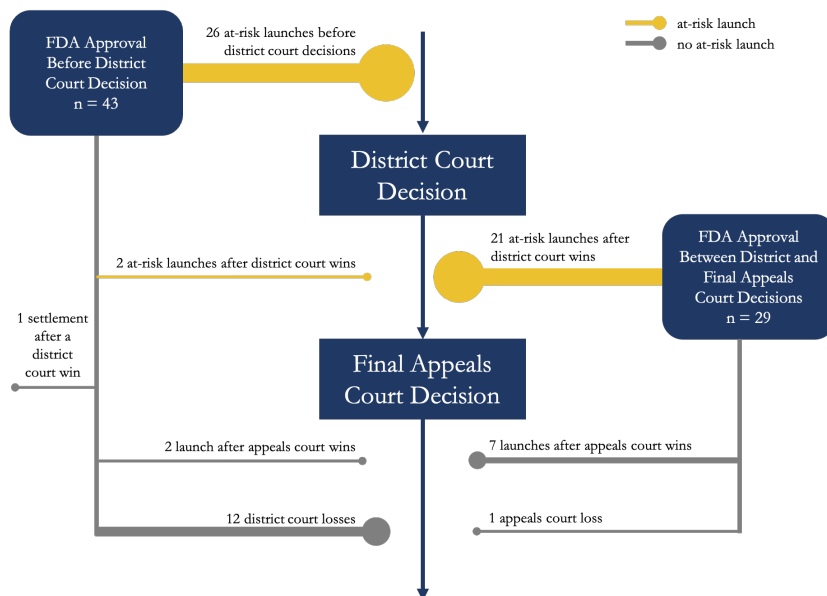 FDA Approval
Before District
Court Decision
n = 43
26 at-risk launches before
district court decisions
at-risk launch
no at-risk launch
District Court
Decision
2 at-risk launches after district court wins
21 at-risk launches after
district court wins
FDA Approval
Between District and
Final Appeals
Court Decisions
n = 29
1 settlement
after a
district
court win
Final Appeals
Court Decision
2 launch after appeals court wins
7 launches after appeals court wins
12 district court losses
1 appeals court loss